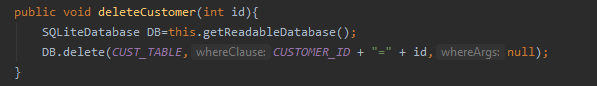 public void deleteCustomer(int id){
SQLiteDatabase DB=this.getReadableDatabase();
DB.delete(CUST_TABLE, whereClause: CUSTOMER_ID + "=" + id, whereArgs: null);
}